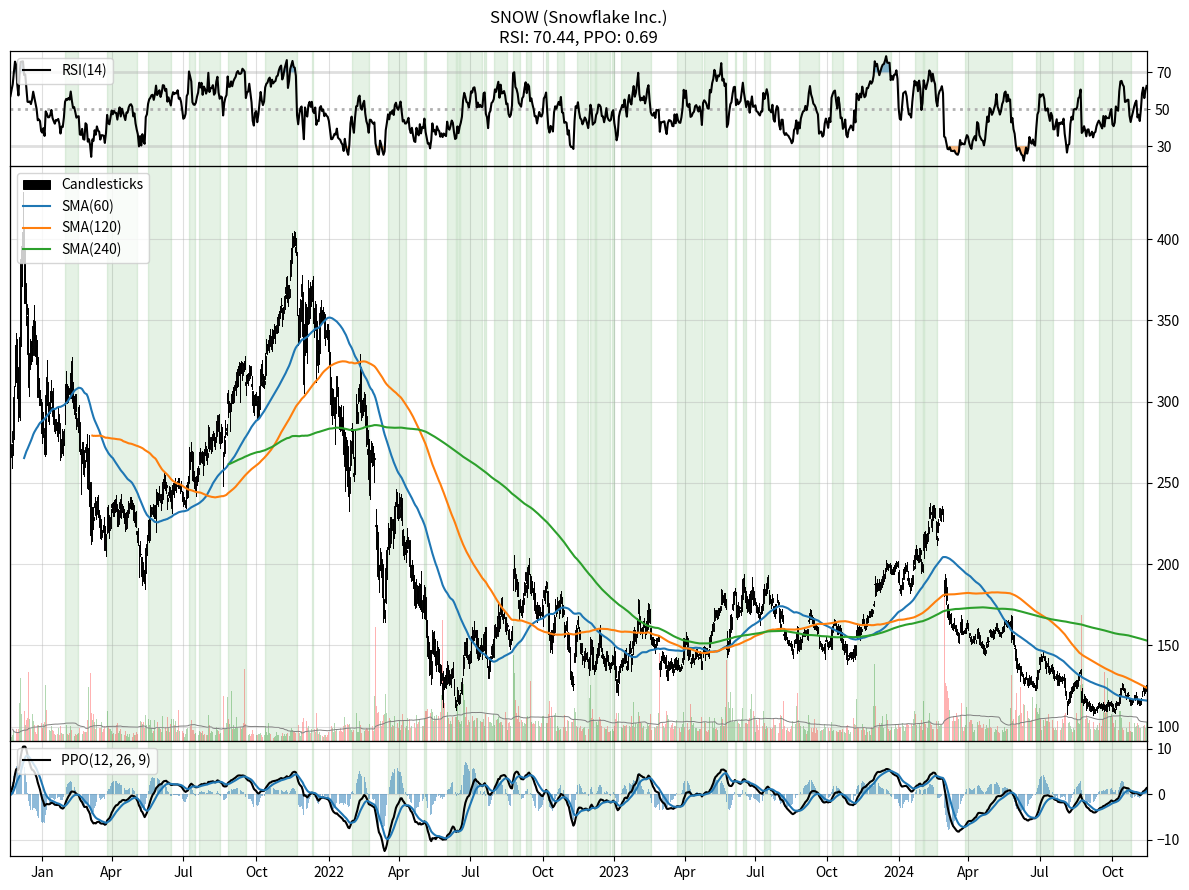 SNOW (Snowflake Inc.)
RSI: 70.44, PPO: 0.69
RSI(14)
70
50
30
Candlesticks
SMA(60)
SMA(120)
SMA(240)
400
350
300
250
200
150
100
PPO(12, 26, 9)
10
0
−10
Jan Apr Jul Oct 2022 Apr Jul Oct 2023 Apr Jul Oct 2024 Apr Jul Oct